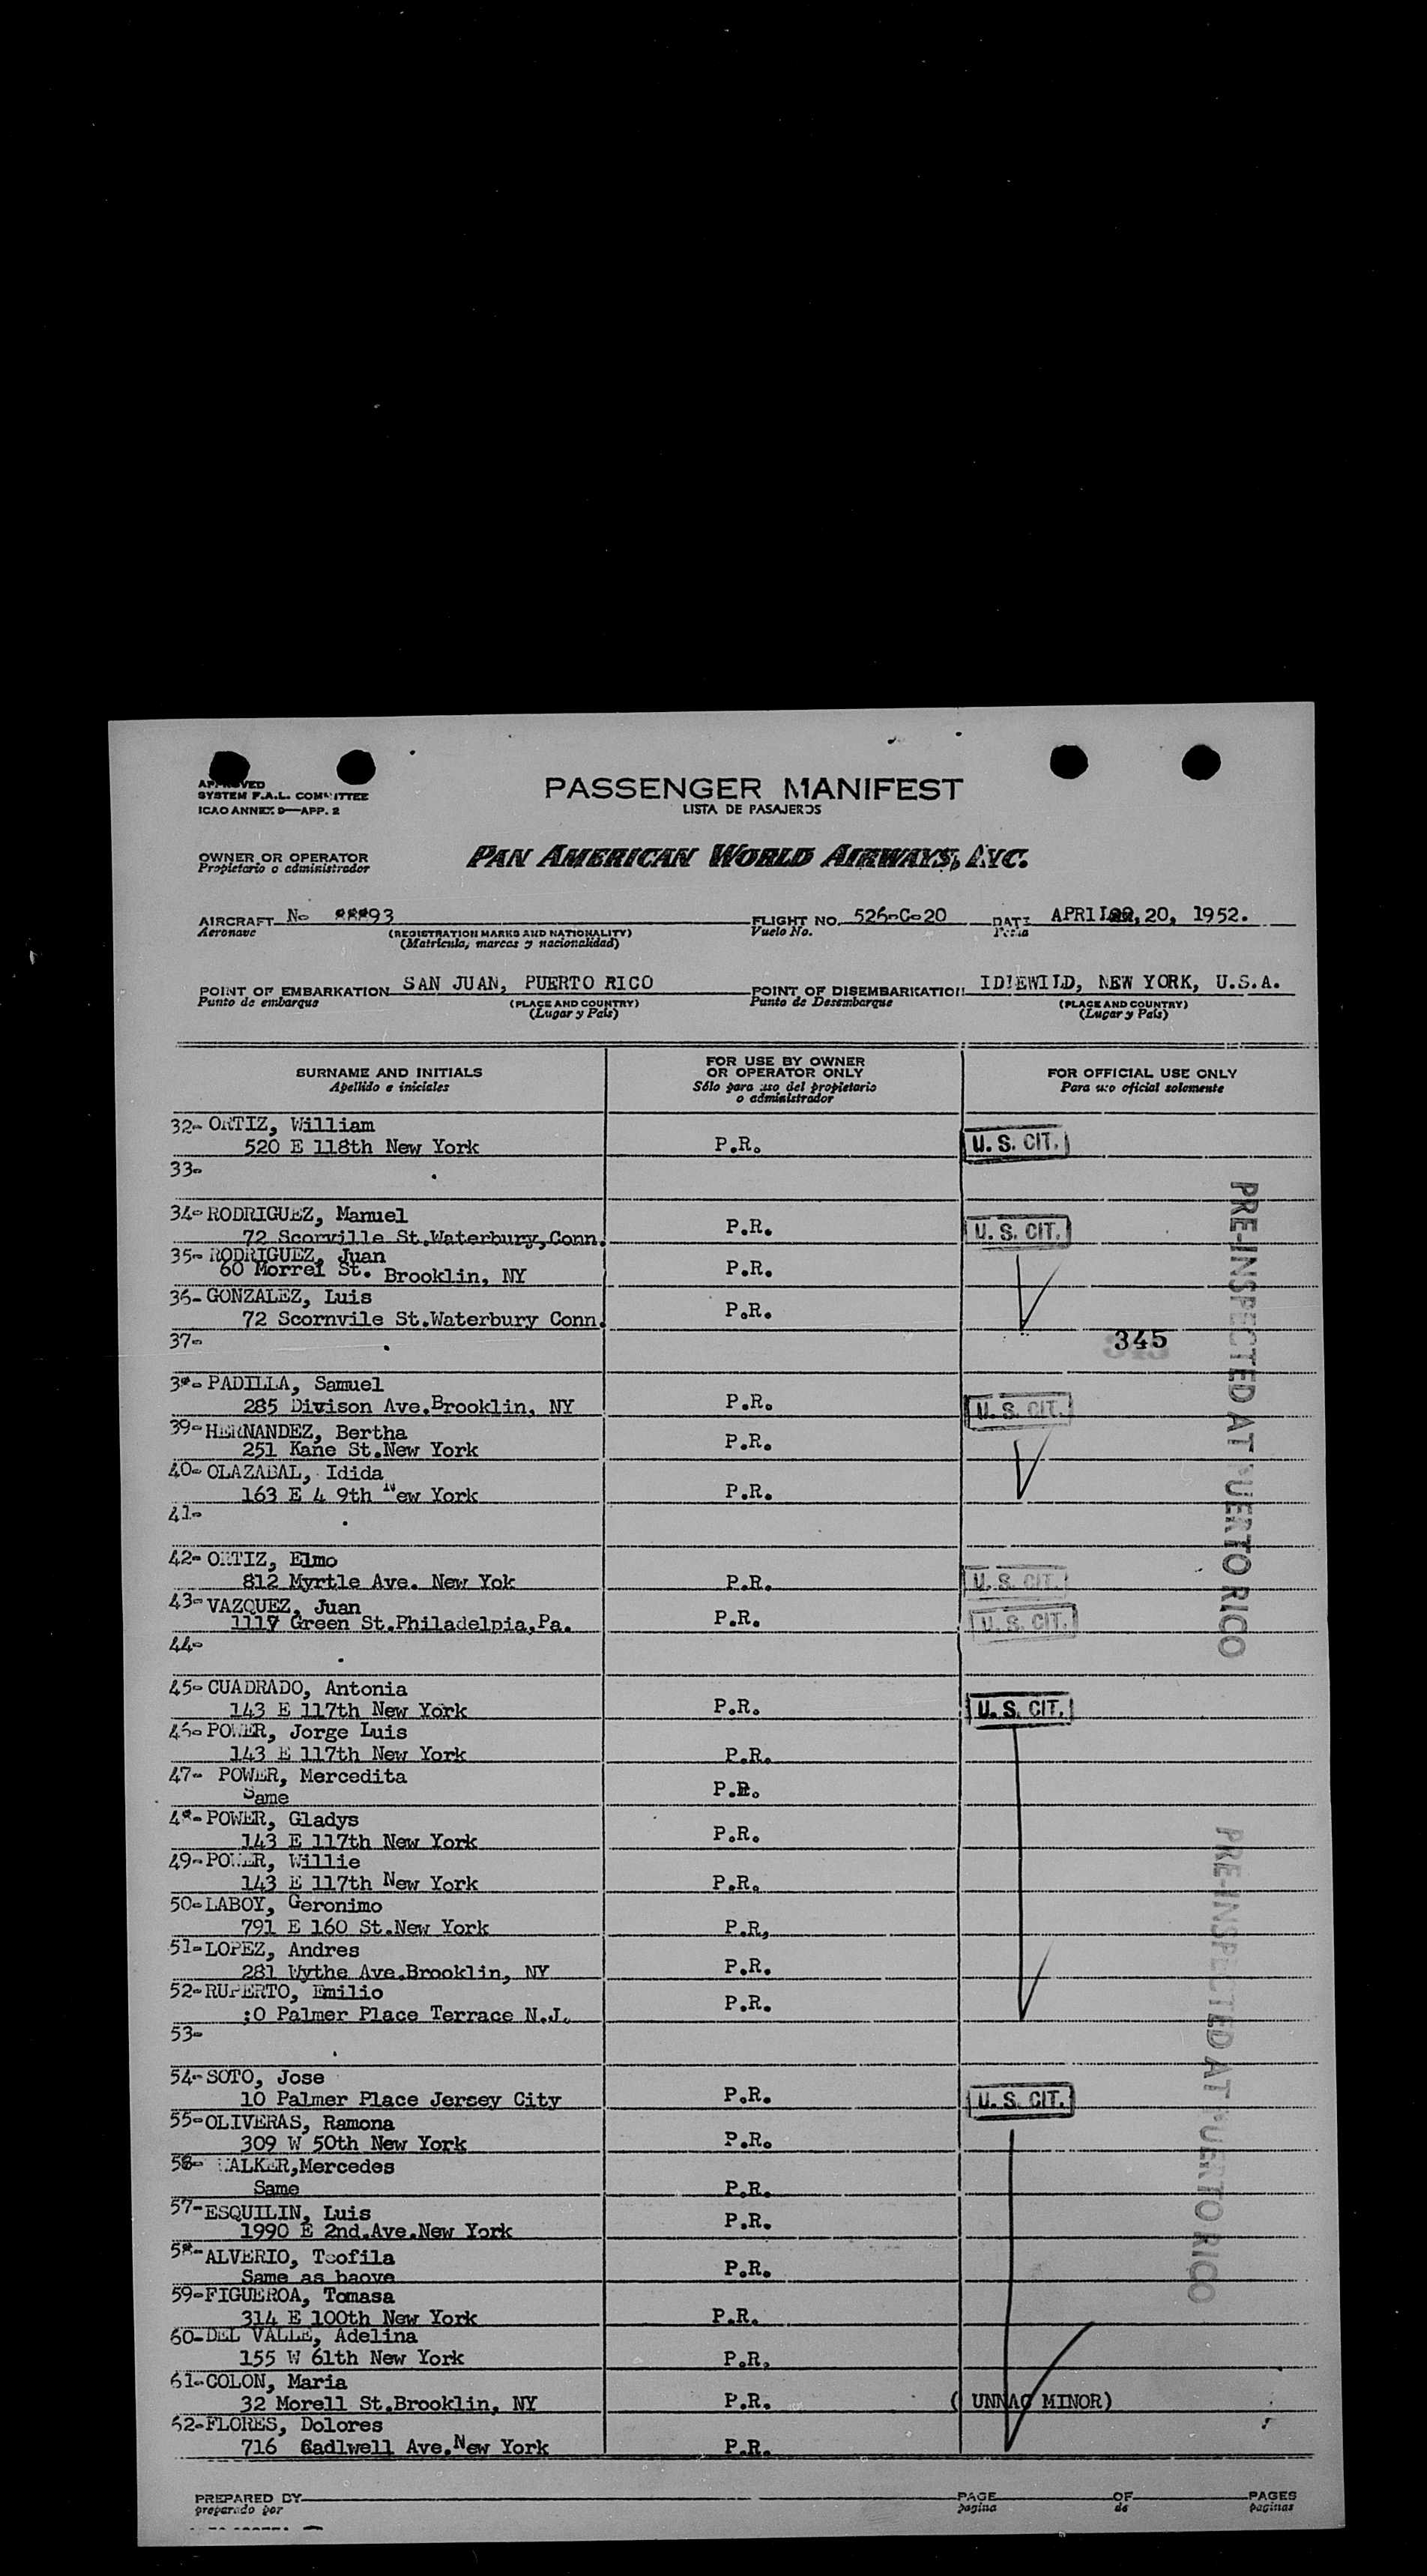 APPROVED
SYSTEM F.A.L. COMMITTEE
ICAO ANNEX 9—APP. 2
PASSENGER MANIFEST
LISTA DE PASAJEROS
OWNER OR OPERATOR
Propietario o administrador
PAN AMERICAN WORLD AIRWAYS, INC.
AIRCRAFT No ***93 FLIGHT NO. 526-C-20 DATE APRIL 20, 1952.
Aeronave (REGISTRATION MARKS AND NATIONALITY) Vuelo No. Fecha
(Matricula, marcas y nacionalidad)
POINT OF EMBARKATION SAN JUAN, PUERTO RICO POINT OF DISEMBARKATION IDLEWILD, NEW YORK, U.S.A.
Punto de embarque (PLACE AND COUNTRY) Punto de Desembarque (PLACE AND COUNTRY)
(Lugar y País) (Lugar y País)
SURNAME AND INITIALS
Apellido e iniciales
FOR USE BY OWNER
OR OPERATOR ONLY
Sólo para uso del propietario
o administrador
FOR OFFICIAL USE ONLY
Para uso oficial solomente
32- ORTIZ, William
520 E 118th New York P.R. U. S. CIT.
33-
34- RODRIGUEZ, Manuel
72 Scorville St.Waterbury,Conn. P.R. U. S. CIT.
35- RODRIGUEZ, Juan
60 Morrel St. Brooklin, NY P.R.
36- GONZALEZ, Luis
72 Scornvile St.Waterbury Conn. P.R.
37- 345
3*- PADILLA, Samuel
285 Divison Ave.Brooklin, NY P.R. U. S. CIT.
39- HERNANDEZ, Bertha
251 Kane St.New York P.R.
40- OLAZABAL, Idida
163 E 4 9th New York P.R.
41-
42- ORTIZ, Elmo
812 Myrtle Ave. New Yok P.R. U. S. CIT.
43- VAZQUEZ, Juan
1117 Green St.Philadelpia,Pa. P.R. U. S. CIT.
44-
45- CUADRADO, Antonia
143 E 117th New York P.R. U. S. CIT.
46- POWER, Jorge Luis
143 E 117th New York P.R.
47- POWER, Mercedita
Same P.R.
4*- POWER, Gladys
143 E 117th New York P.R.
49- POWER, Willie
143 E 117th New York P.R.
50- LABOY, Geronimo
791 E 160 St.New York P.R,
51- LOPEZ, Andres
281 Wythe Ave.Brooklin, NY P.R.
52- RUPERTO, Emilio
:0 Palmer Place Terrace N.J. P.R.
53-
54- SOTO, Jose
10 Palmer Place Jersey City P.R. U. S. CIT.
55- OLIVERAS, Ramona
309 W 50th New York P.R.
56- WALKER,Mercedes
Same P.R.
57- ESQUILIN, Luis
1990 E 2nd.Ave.New York P.R.
5*- ALVERIO, Teofila
Same as baove P.R.
59- FIGUEROA, Tomasa
314 E 100th New York P.R.
60- DEL VALLE, Adelina
155 W 61th New York P.R,
61- COLON, Maria
32 Morell St.Brooklin, NY P.R. ( UNNAC MINOR)
62- FLORES, Dolores
716 Cadlwell Ave.New York P.R.
PRE-INSPECTED AT PUERTO RICO
PRE-INSPECTED AT PUERTO RICO
PREPARED BY PAGE OF PAGES
preparado por pagina de paginas